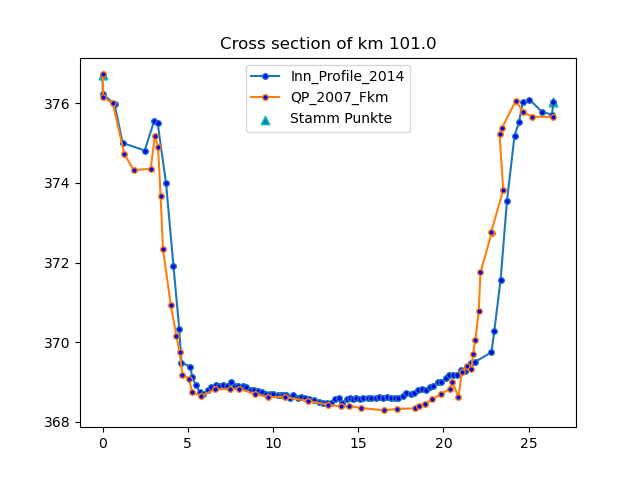 Cross section of km 101.0
Inn_Profile_2014
QP_2007_Fkm
Stamm Punkte
376
374
372
370
368
0 5 10 15 20 25